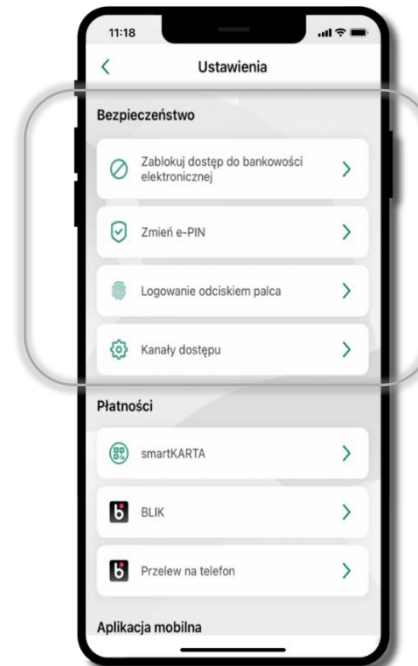 11:18
Ustawienia
Bezpieczeństwo
Zablokuj dostęp do bankowości
elektronicznej
Zmień e-PIN
Logowanie odciskiem palca
Kanały dostępu
Płatności
smartKARTA
BLIK
Przelew na telefon
Aplikacja mobilna